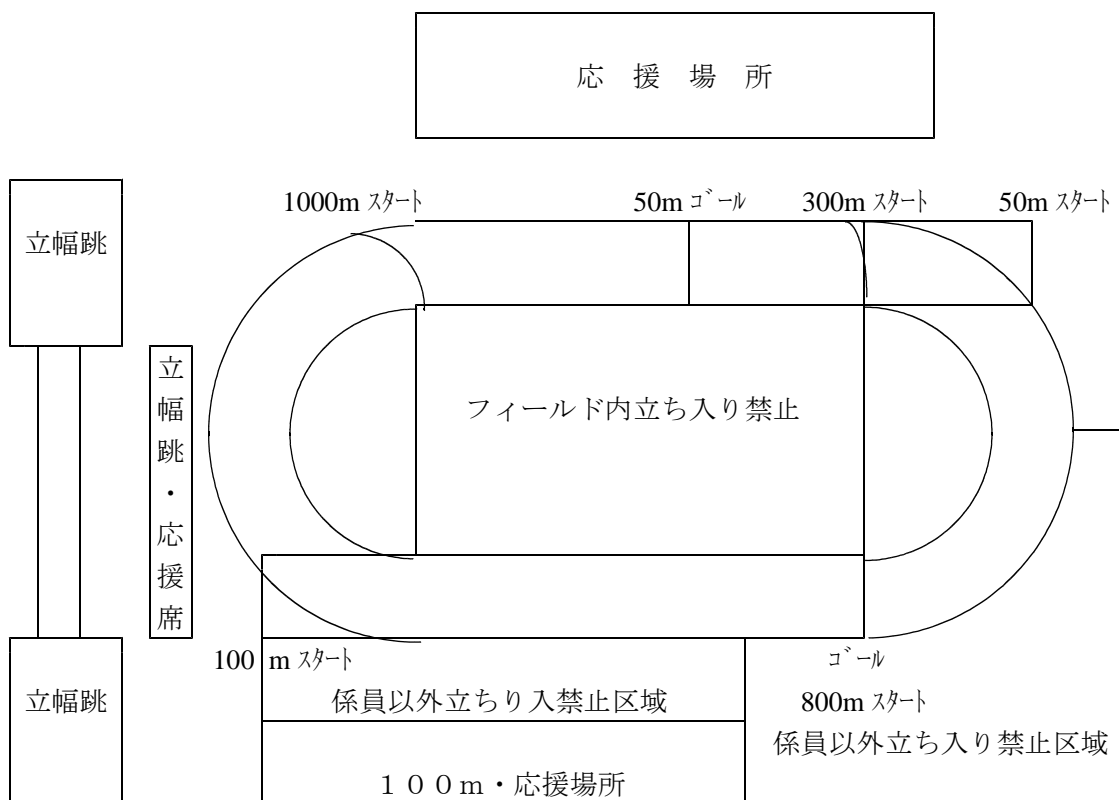 応 援 場 所
1000m ｽﾀｰﾄ
50m ｺﾞｰﾙ
300m ｽﾀｰﾄ
50m ｽﾀｰﾄ
立幅跳
立幅跳・応援席
フィールド内立ち入り禁止
100 m ｽﾀｰﾄ
ｺﾞｰﾙ
立幅跳
係員以外立ちり入禁止区域
800m ｽﾀｰﾄ
係員以外立ち入り禁止区域
１００ｍ・応援場所